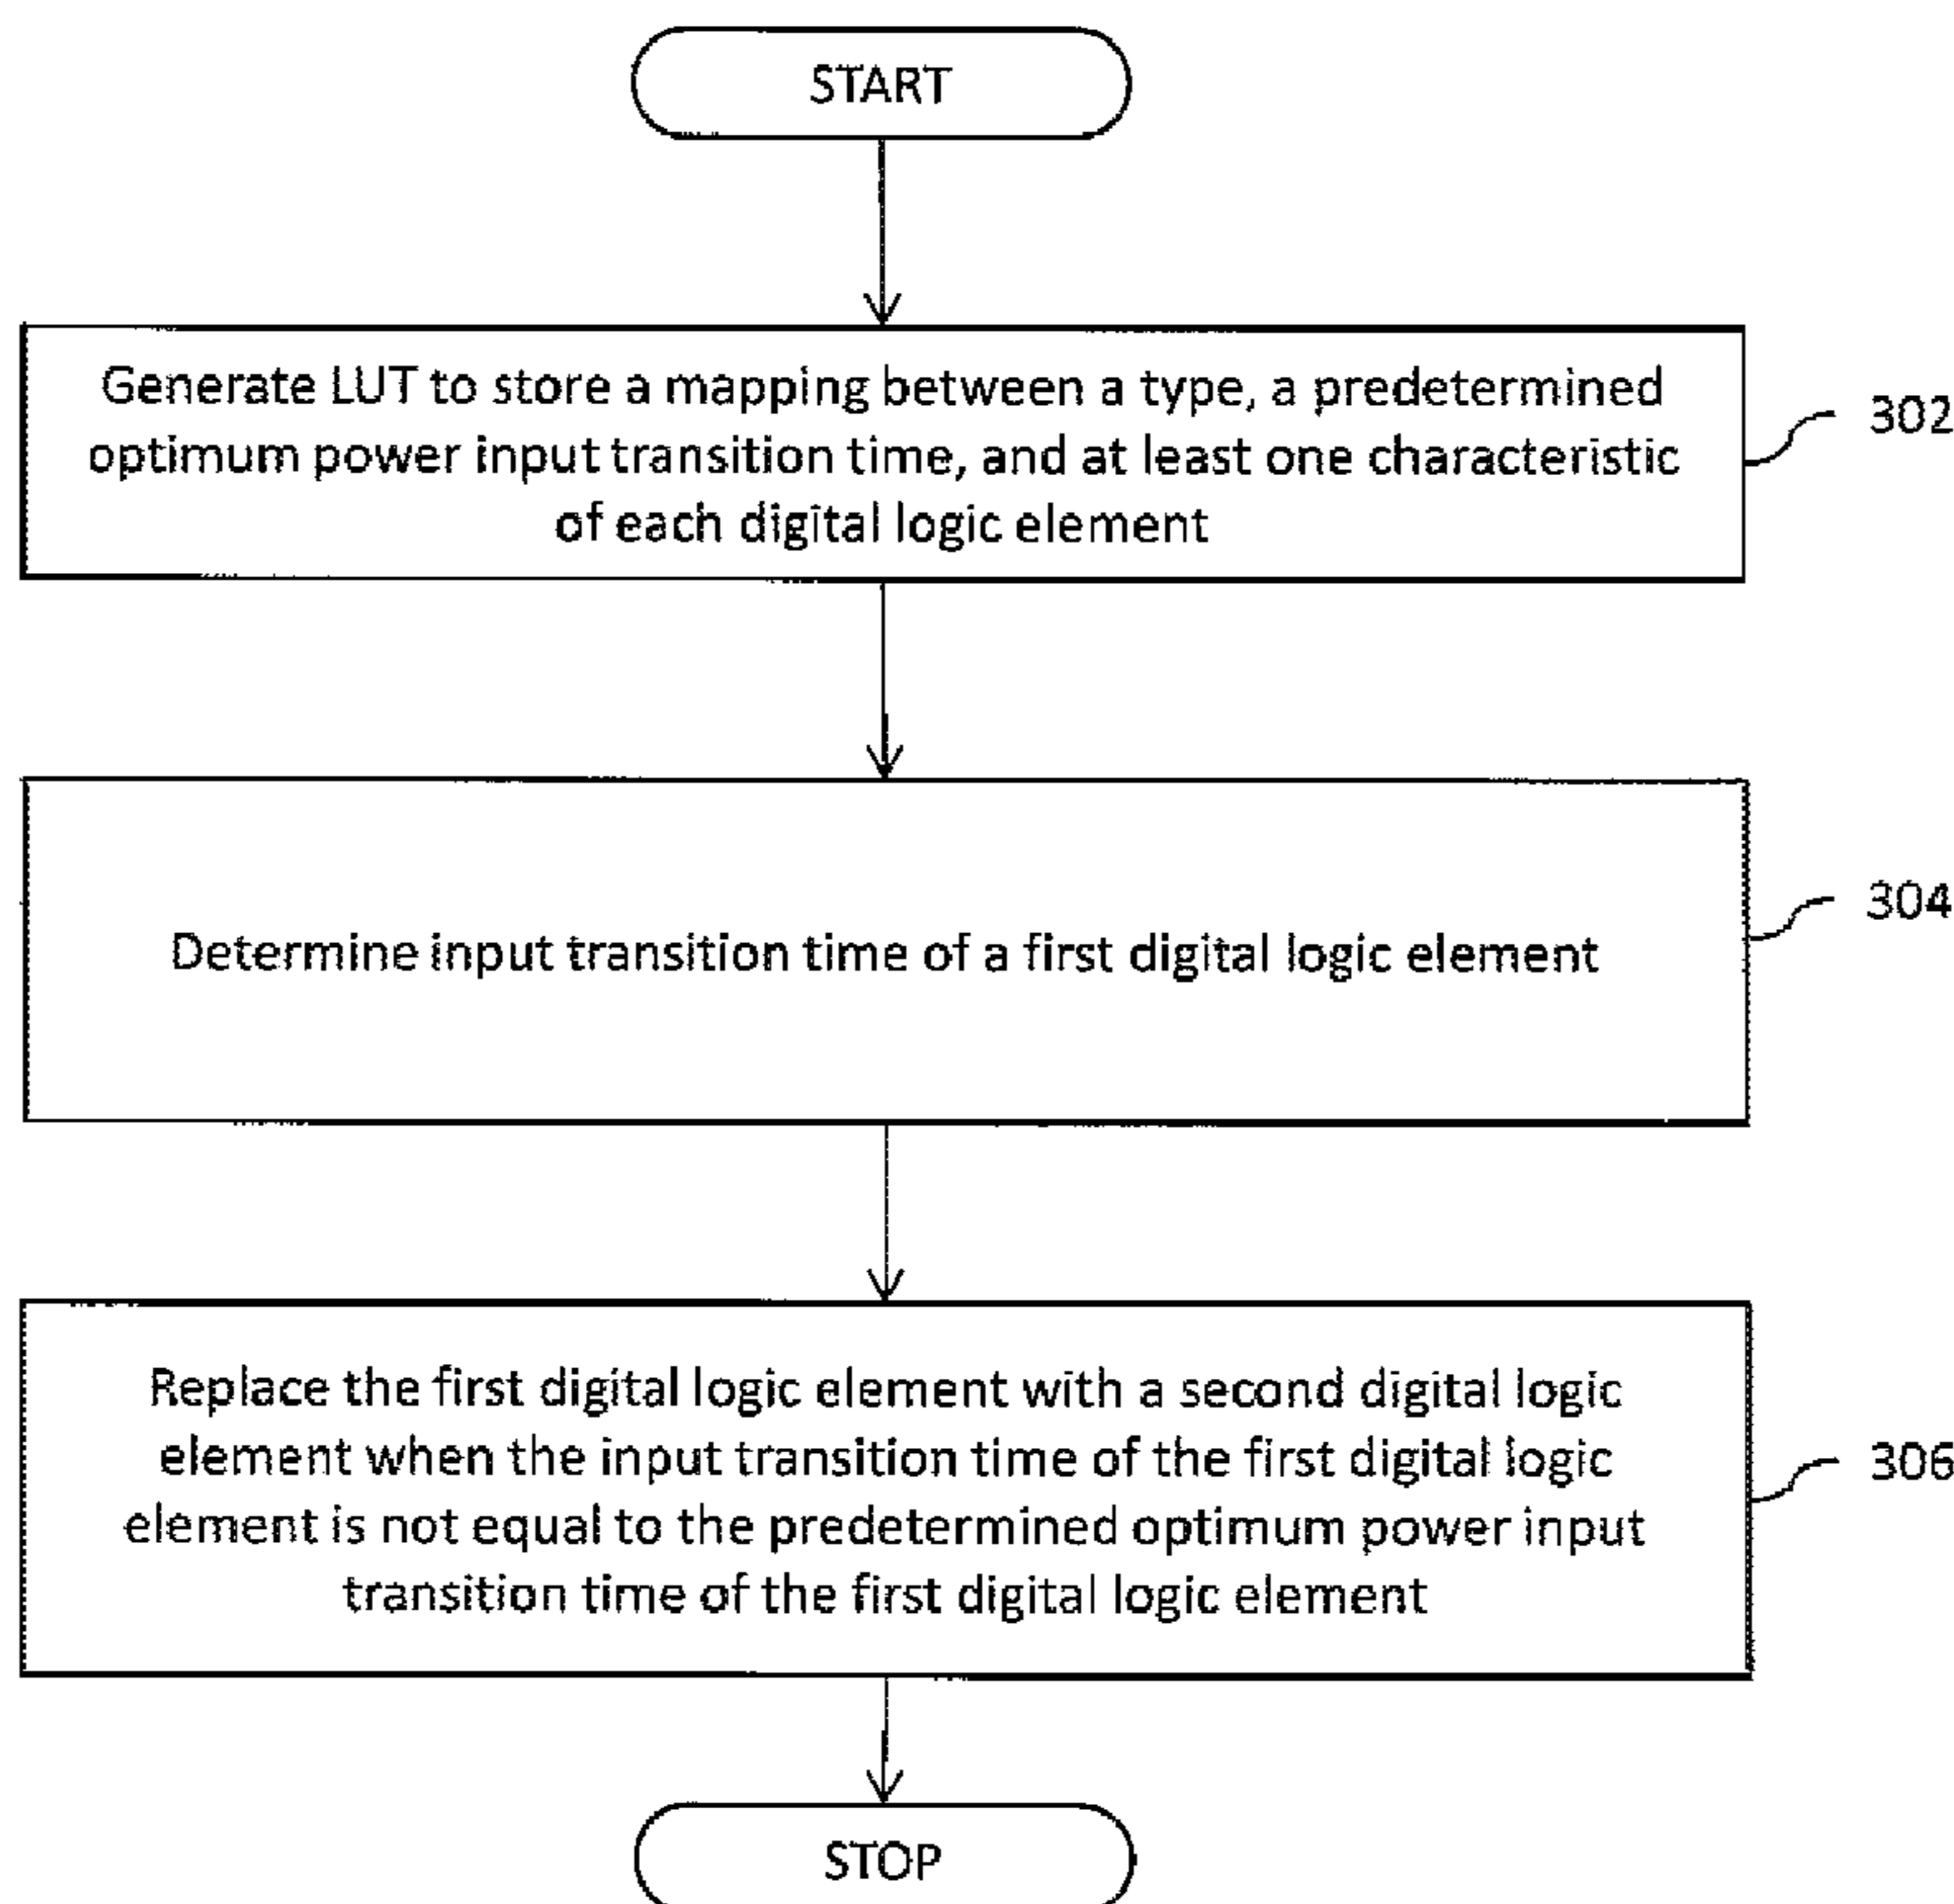 START
Generate LUT to store a mapping between a type, a predetermined
optimum power input transition time, and at least one characteristic
of each digital logic element
302
Determine input transition time of a first digital logic element
304
Replace the first digital logic element with a second digital logic
element when the input transition time of the first digital logic
element is not equal to the predetermined optimum power input
transition time of the first digital logic element
306
STOP